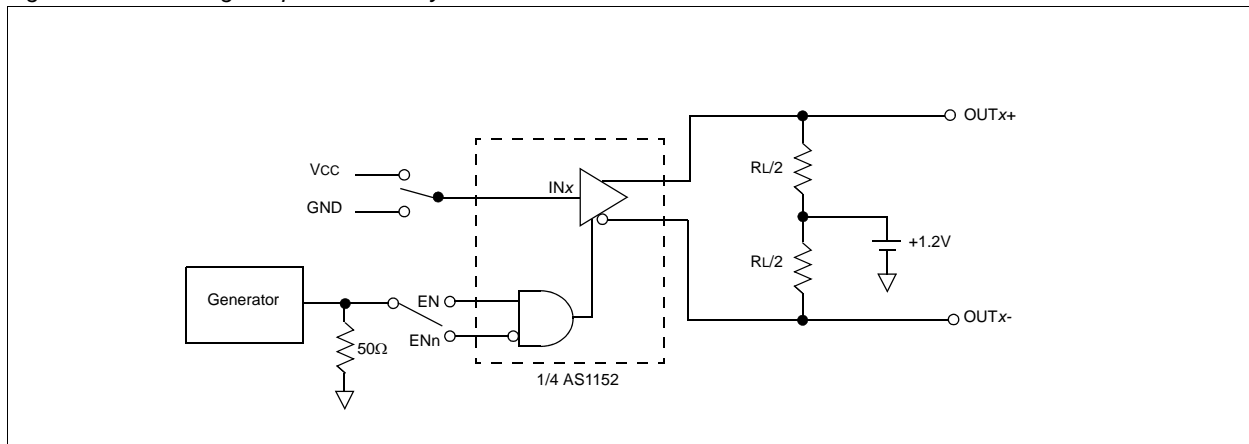 OUTx+
RL/2
VCC
INx
GND
+1.2V
RL/2
Generator
EN
ENn
50Ω
OUTx-
1/4 AS1152